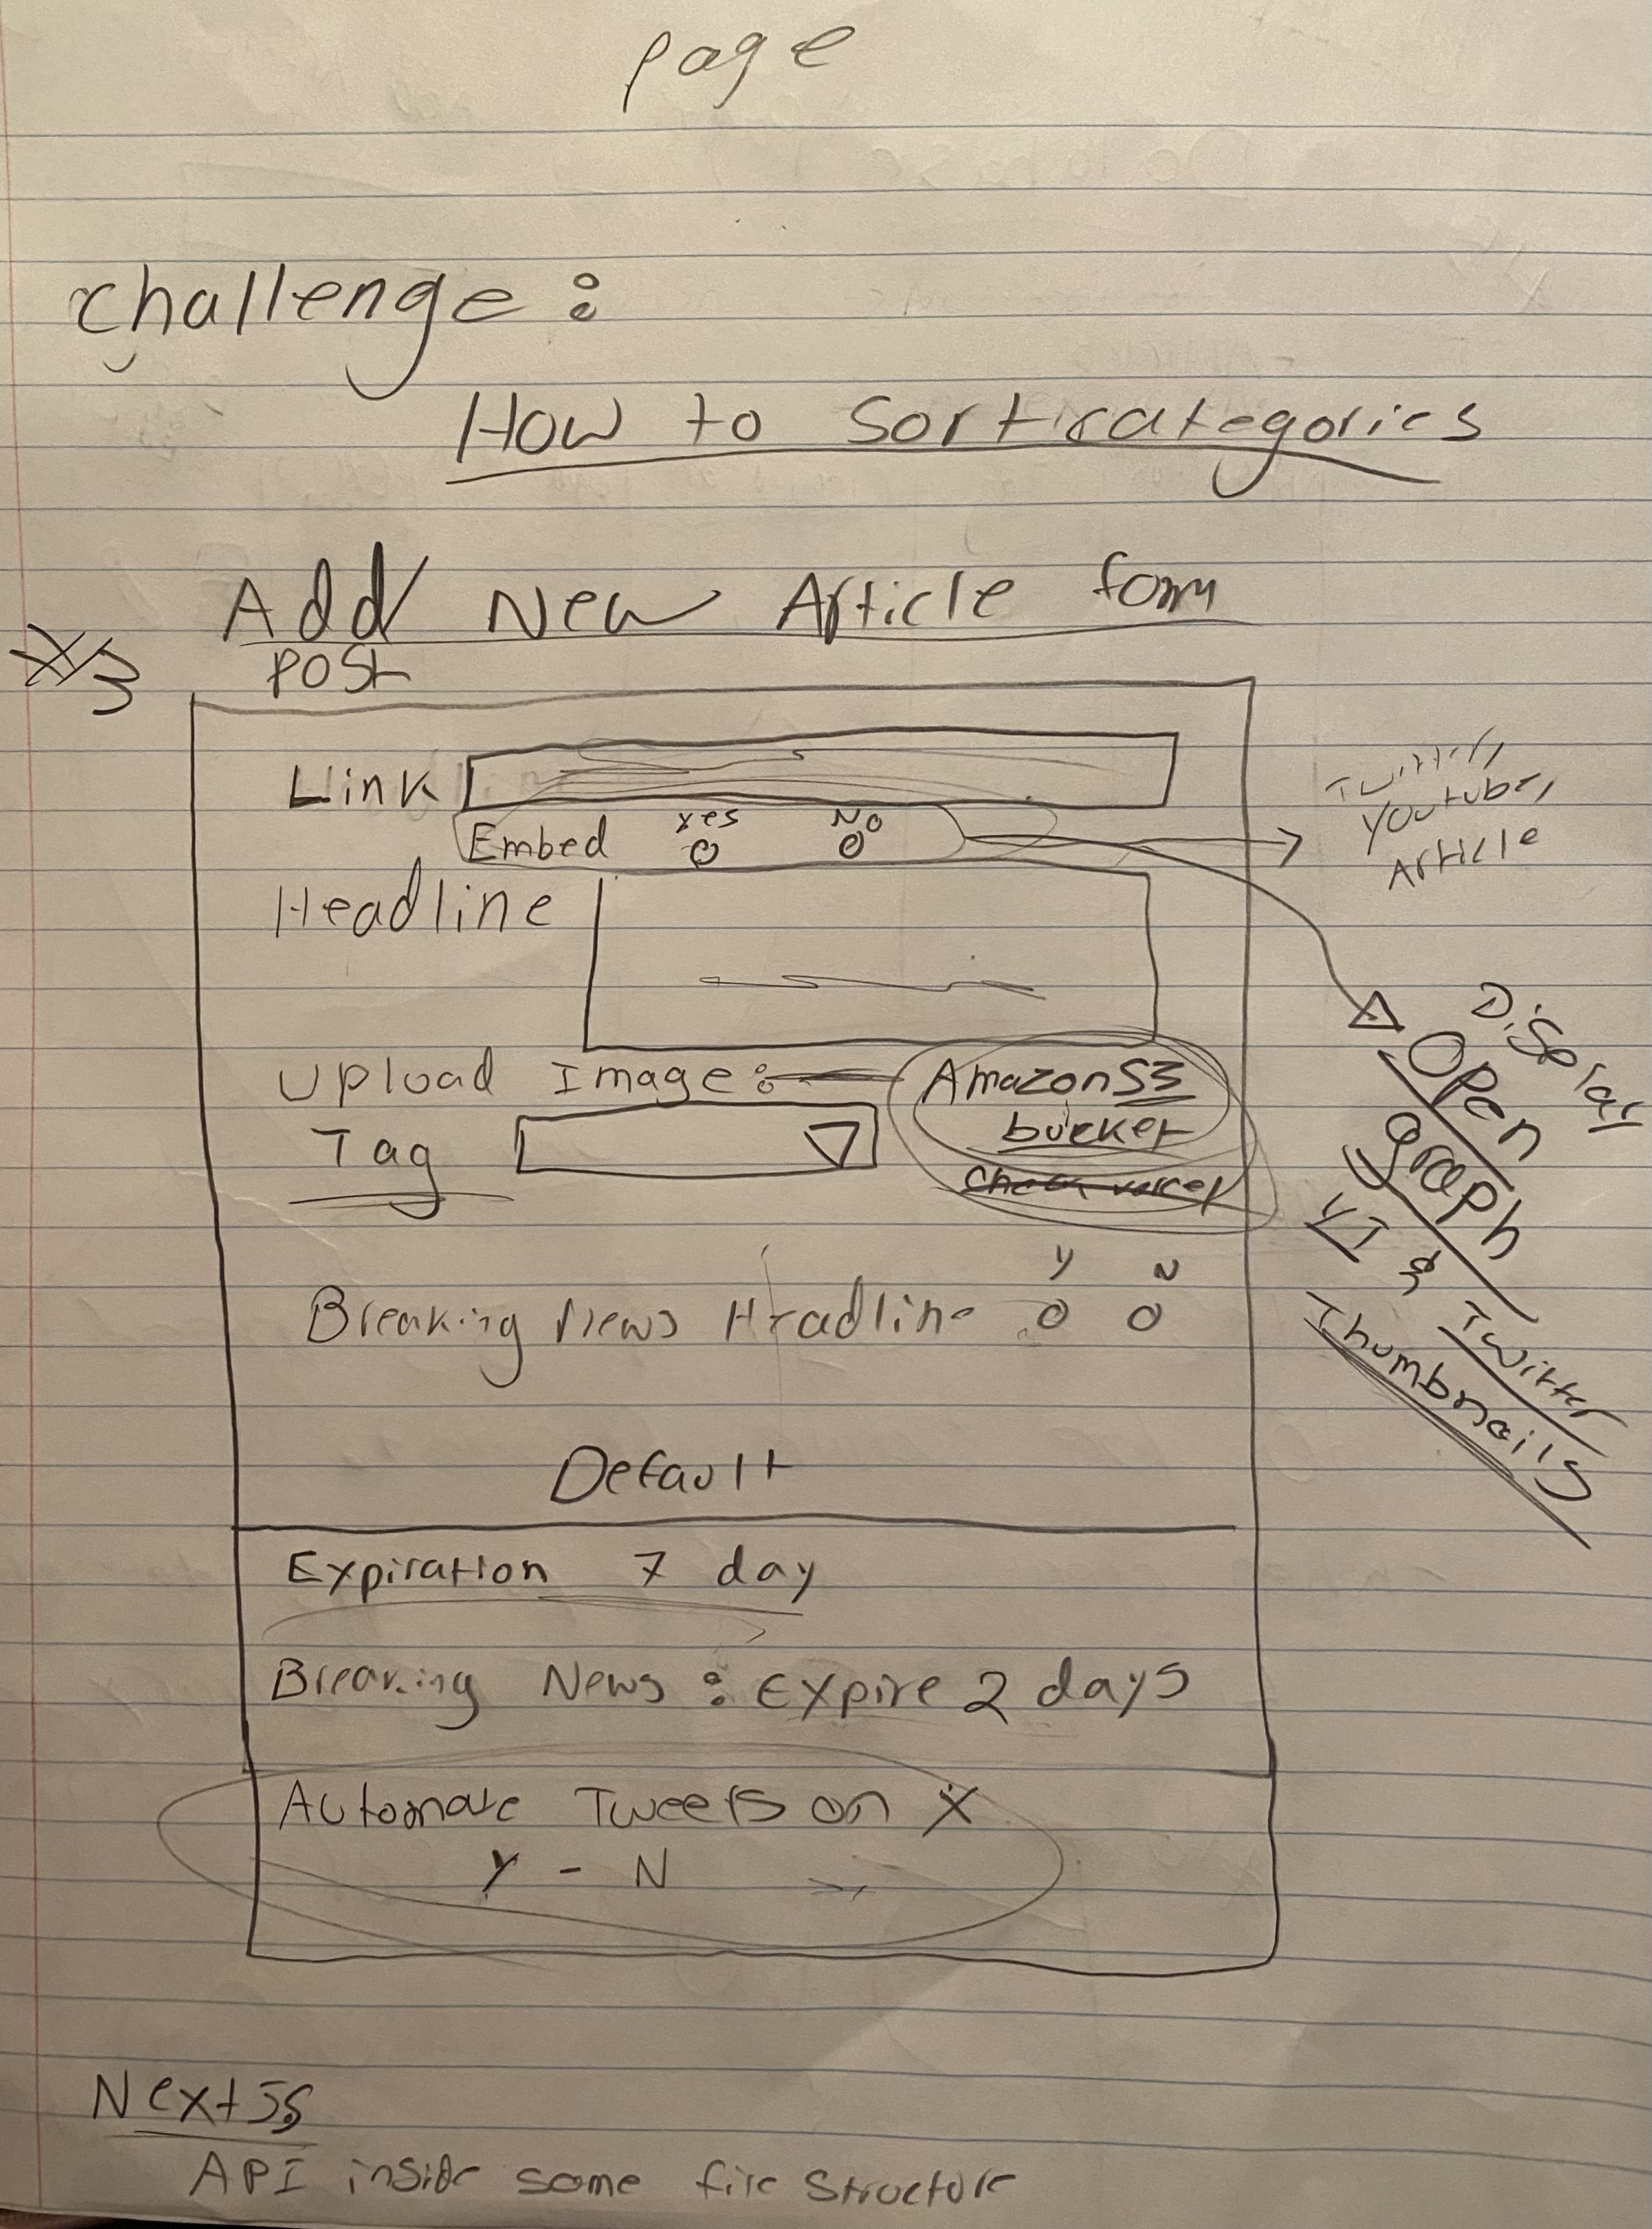 page
challenge:
How to Sort categories
Add New Article form
#3
POST
Link
Embed Yes No
Twitter,
Youtube,
Article
Headline
Display
Open
graph
YT &
Twitter
Thumbnails
Upload Image:
Amazon S3
bucket
Tag
Y N
Breaking News Headline
Default
Expiration 7 day
Breaking News: Expire 2 days
Automate Tweets on X
Y - N
NextJS
API inside same file structure